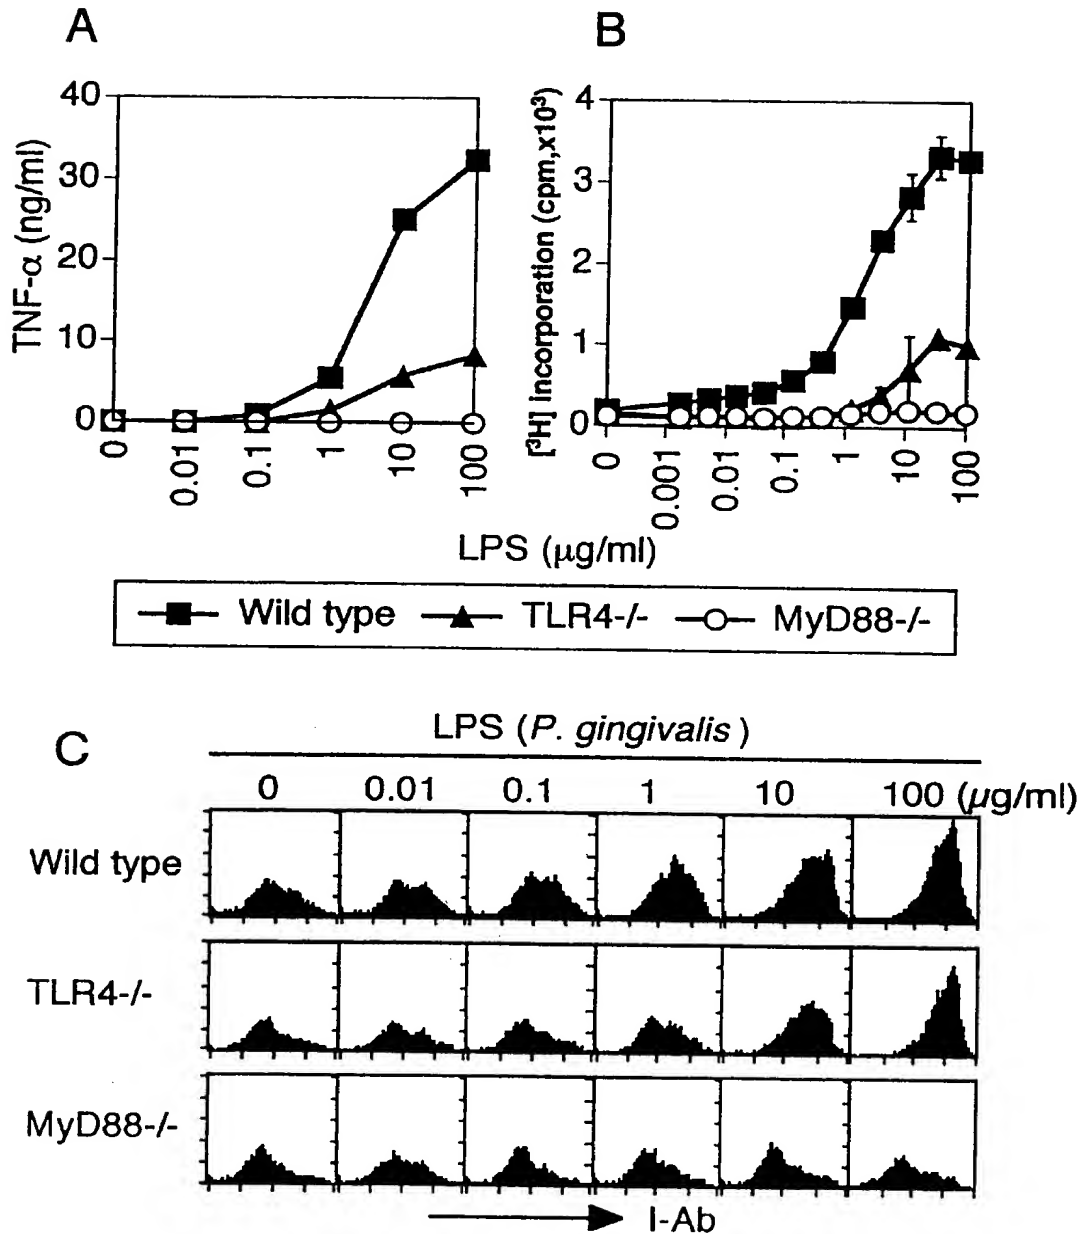 A
B
TNF-α (ng/ml)
40
30
20
10
0
0 0.01 0.1 1 10 100
[³H] incorporation (cpm,x10³)
4
3
2
1
0
0 0.001 0.01 0.1 1 10 100
LPS (μg/ml)
Wild type TLR4-/- MyD88-/-
C
LPS (P. gingivalis)
0 0.01 0.1 1 10 100 (μg/ml)
Wild type
TLR4-/-
MyD88-/-
I-Ab